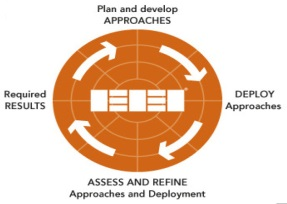 Plan and develop
APPROACHES
Required
RESULTS
DEPLOY
Approaches
ASSESS AND REFINE
Approaches and Deployment